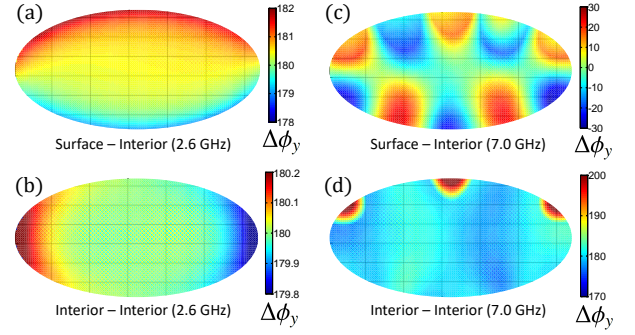 (a)
182
181
180
179
178
Δϕy
Surface – Interior (2.6 GHz)
(c)
30
20
10
0
-10
-20
-30
Δϕy
Surface – Interior (7.0 GHz)
(b)
180.2
180.1
180
179.9
179.8
Δϕy
Interior – Interior (2.6 GHz)
(d)
200
190
180
170
Δϕy
Interior – Interior (7.0 GHz)